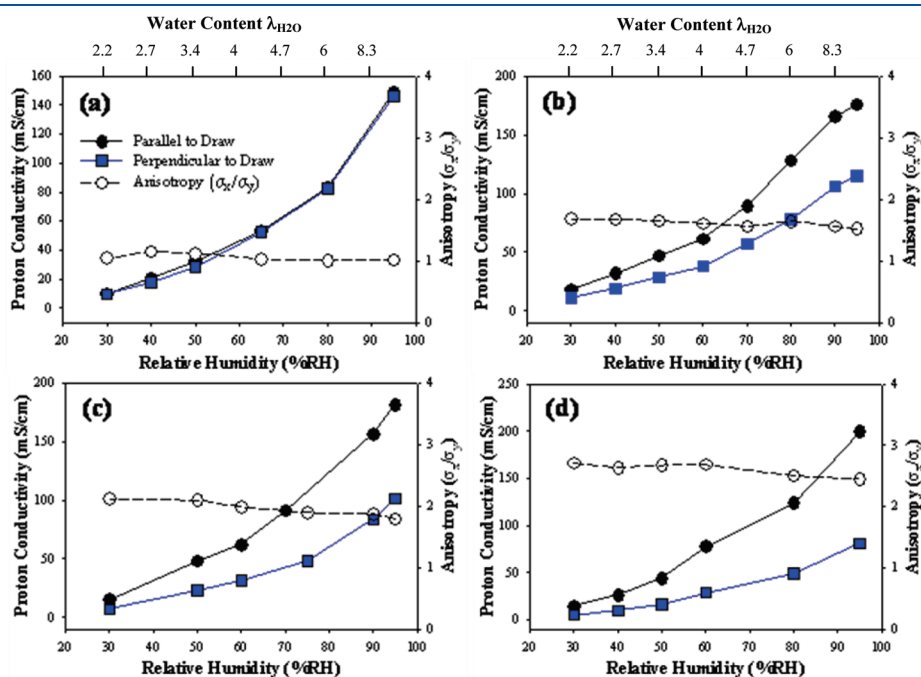 Water Content λH2O
2.2 2.7 3.4 4 4.7 6 8.3
160
140
120
100
80
60
40
20
0
Proton Conductivity (mS/cm)
(a)
Parallel to Draw
Perpendicular to Draw
Anisotropy (σx/σy)
4
3
2
1
0
Anisotropy (σx/σy)
20 30 40 50 60 70 80 90 100
Relative Humidity (%RH)
Water Content λH2O
2.2 2.7 3.4 4 4.7 6 8.3
200
150
100
50
0
Proton Conductivity (mS/cm)
(b)
4
3
2
1
0
Anisotropy (σx/σy)
20 30 40 50 60 70 80 90 100
Relative Humidity (%RH)
200
150
100
50
0
Proton Conductivity (mS/cm)
(c)
4
3
2
1
0
Anisotropy (σx/σy)
20 30 40 50 60 70 80 90 100
Relative Humidity (%RH)
250
200
150
100
50
0
Proton Conductivity (mS/cm)
(d)
4
3
2
1
0
Anisotropy (σx/σy)
20 30 40 50 60 70 80 90 100
Relative Humidity (%RH)